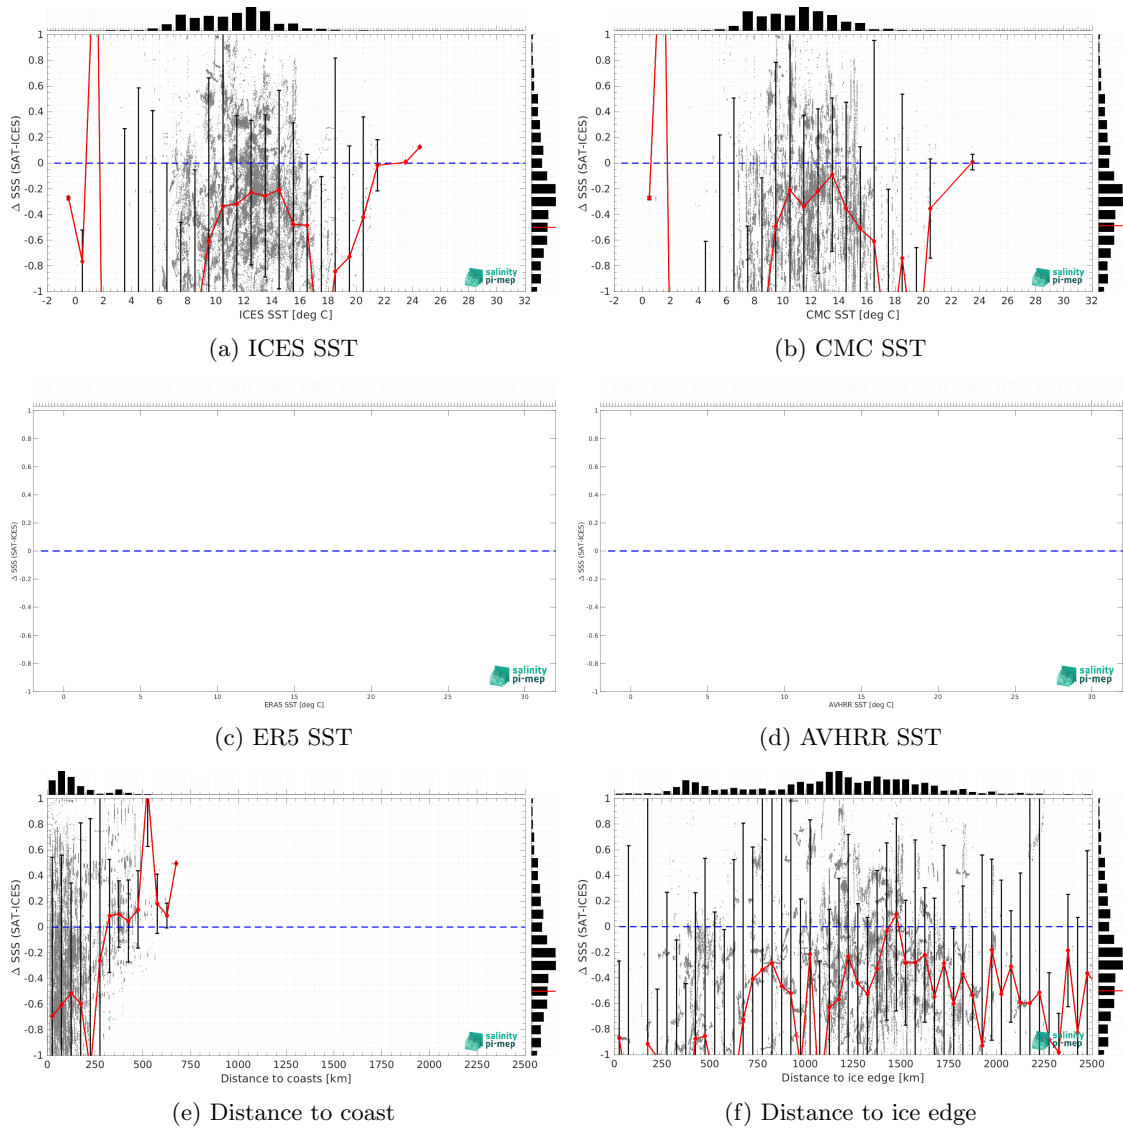 1
0.8
0.6
0.4
0.2
0
-0.2
-0.4
-0.6
-0.8
-1
Δ SSS (SAT-ICES)
-2 0 2 4 6 8 10 12 14 16 18 20 22 24 26 28 30 32
ICES SST [deg C]
salinity
pi-mep
(a) ICES SST
1
0.8
0.6
0.4
0.2
0
-0.2
-0.4
-0.6
-0.8
-1
Δ SSS (SAT-ICES)
-2 0 2 4 6 8 10 12 14 16 18 20 22 24 26 28 30 32
CMC SST [deg C]
salinity
pi-mep
(b) CMC SST
1
0.8
0.6
0.4
0.2
0
-0.2
-0.4
-0.6
-0.8
-1
Δ SSS (SAT-ICES)
0 5 10 15 20 25 30
ERA5 SST [deg C]
salinity
pi-mep
(c) ER5 SST
1
0.8
0.6
0.4
0.2
0
-0.2
-0.4
-0.6
-0.8
-1
Δ SSS (SAT-ICES)
0 5 10 15 20 25 30
AVHRR SST [deg C]
salinity
pi-mep
(d) AVHRR SST
1
0.8
0.6
0.4
0.2
0
-0.2
-0.4
-0.6
-0.8
-1
Δ SSS (SAT-ICES)
0 250 500 750 1000 1250 1500 1750 2000 2250 2500
Distance to coasts [km]
salinity
pi-mep
(e) Distance to coast
1
0.8
0.6
0.4
0.2
0
-0.2
-0.4
-0.6
-0.8
-1
Δ SSS (SAT-ICES)
0 250 500 750 1000 1250 1500 1750 2000 2250 2500
Distance to ice edge [km]
salinity
pi-mep
(f) Distance to ice edge